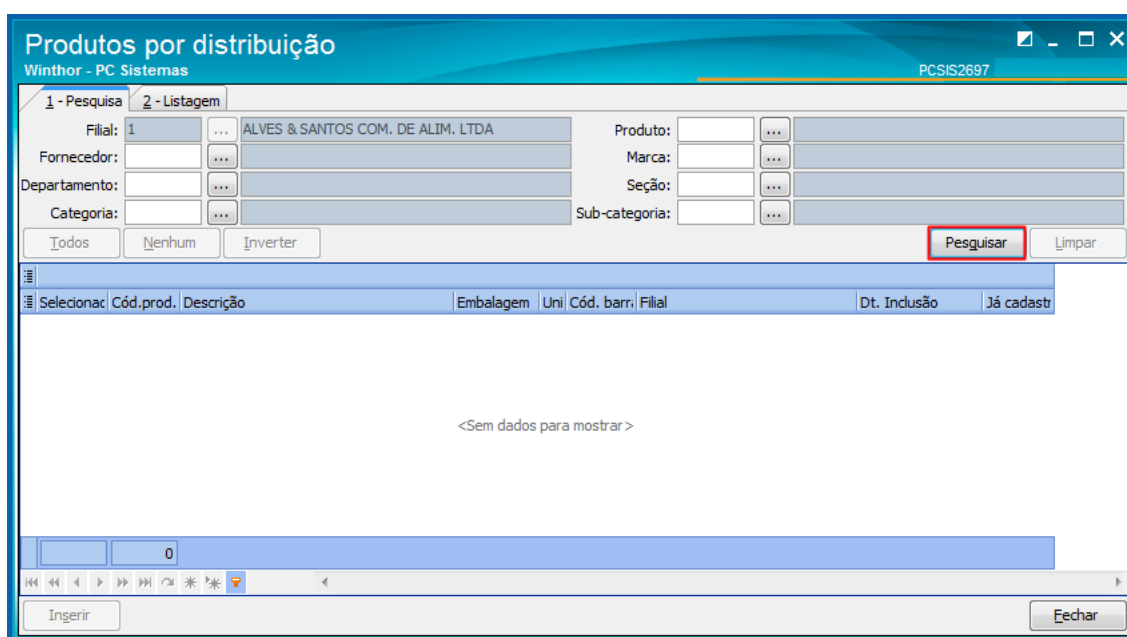 Produtos por distribuição
Winthor - PC Sistemas
PCSIS2697
1 - Pesquisa 2 - Listagem
Filial: 1 ... ALVES & SANTOS COM. DE ALIM. LTDA Produto: ...
Fornecedor: ... Marca: ...
Departamento: ... Seção: ...
Categoria: ... Sub-categoria: ...
Todos Nenhum Inverter Pesquisar Limpar
Selecionac Cód.prod. Descrição Embalagem Uni Cód. barr Filial Dt. Inclusão Já cadastr
<Sem dados para mostrar>
0
Inserir Fechar